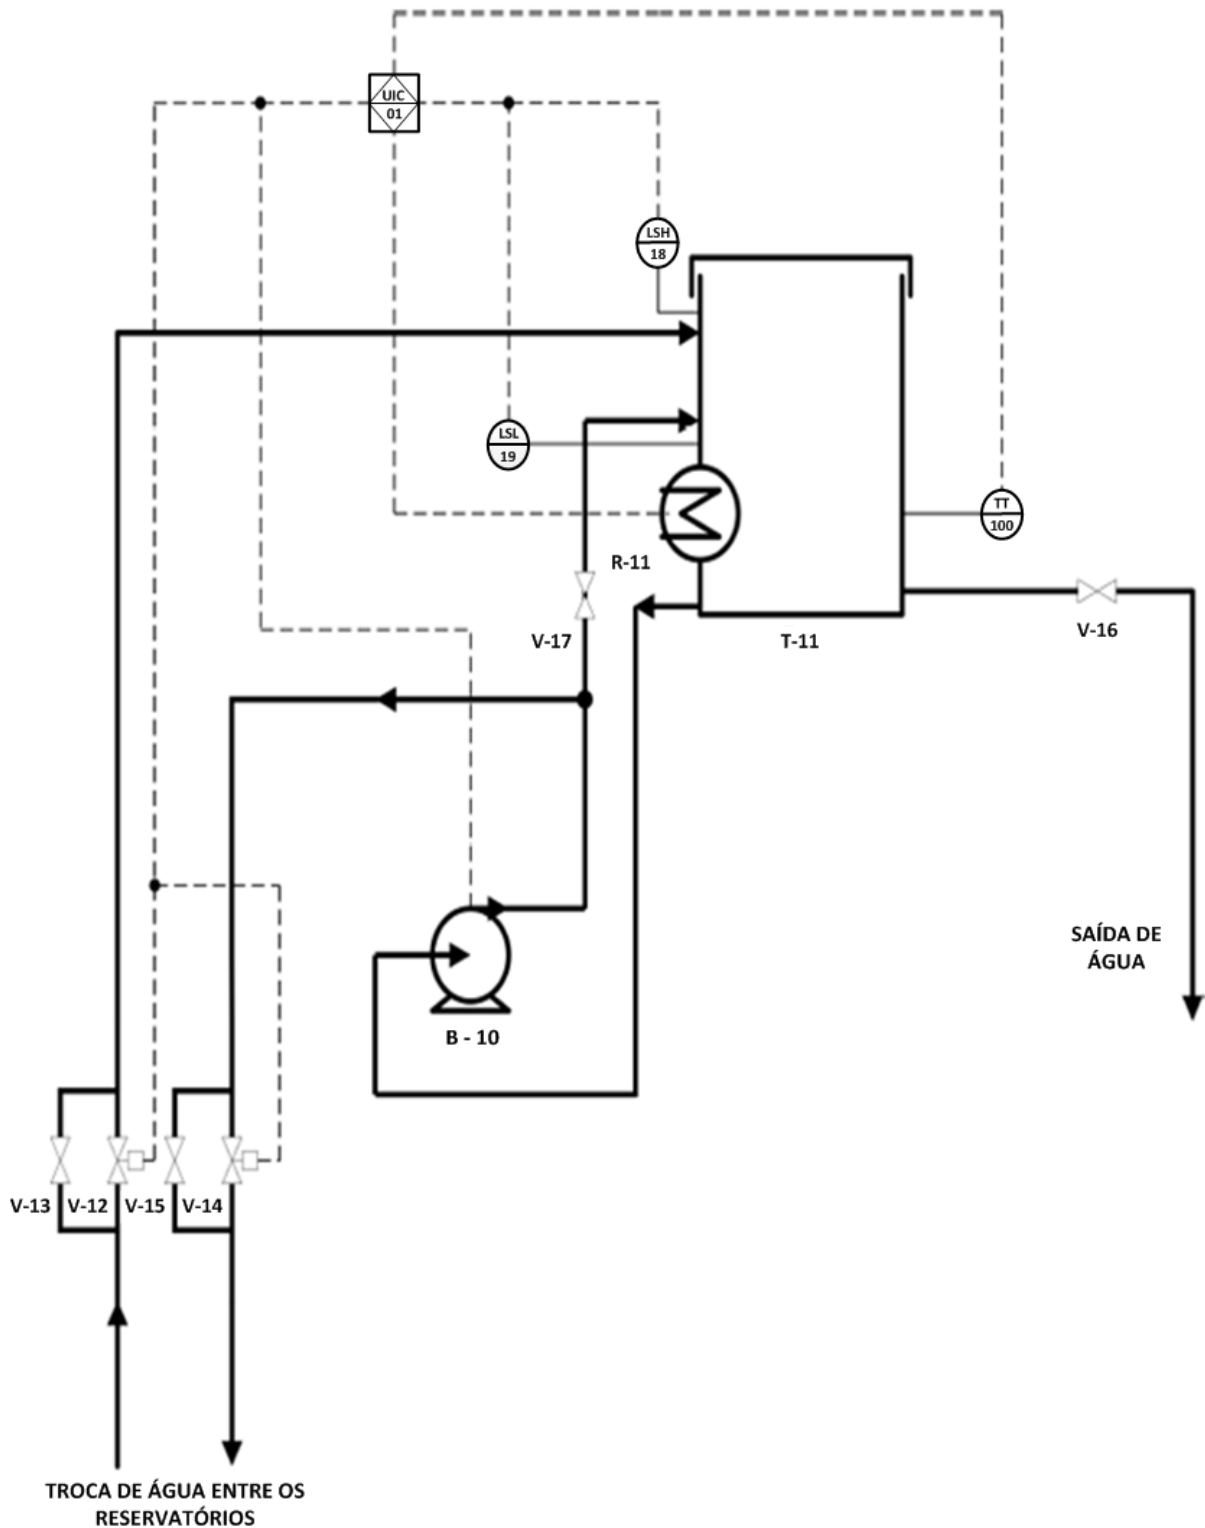 UIC
01
LSH
18
LSL
19
TT
100
R-11
V-17
T-11
V-16
SAÍDA DE
ÁGUA
B - 10
V-13
V-12
V-15
V-14
TROCA DE ÁGUA ENTRE OS
RESERVATÓRIOS